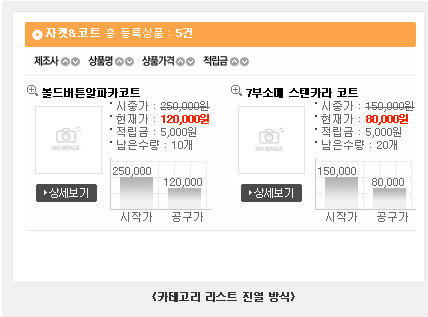 자켓&코트 총 등록상품 : 5건
제조사 상품명 상품가격 적립금
볼드버튼알파카코트
시중가 : 250,000원
현재가 : 120,000원
적립금 : 5,000원
남은수량 : 10개
NO IMAGE
상세보기
250,000
120,000
시작가 공구가
7부소매 스탠카라 코트
시중가 : 150,000원
현재가 : 80,000원
적립금 : 5,000원
남은수량 : 20개
NO IMAGE
상세보기
150,000
80,000
시작가 공구가
<카테고리 리스트 진열 방식>